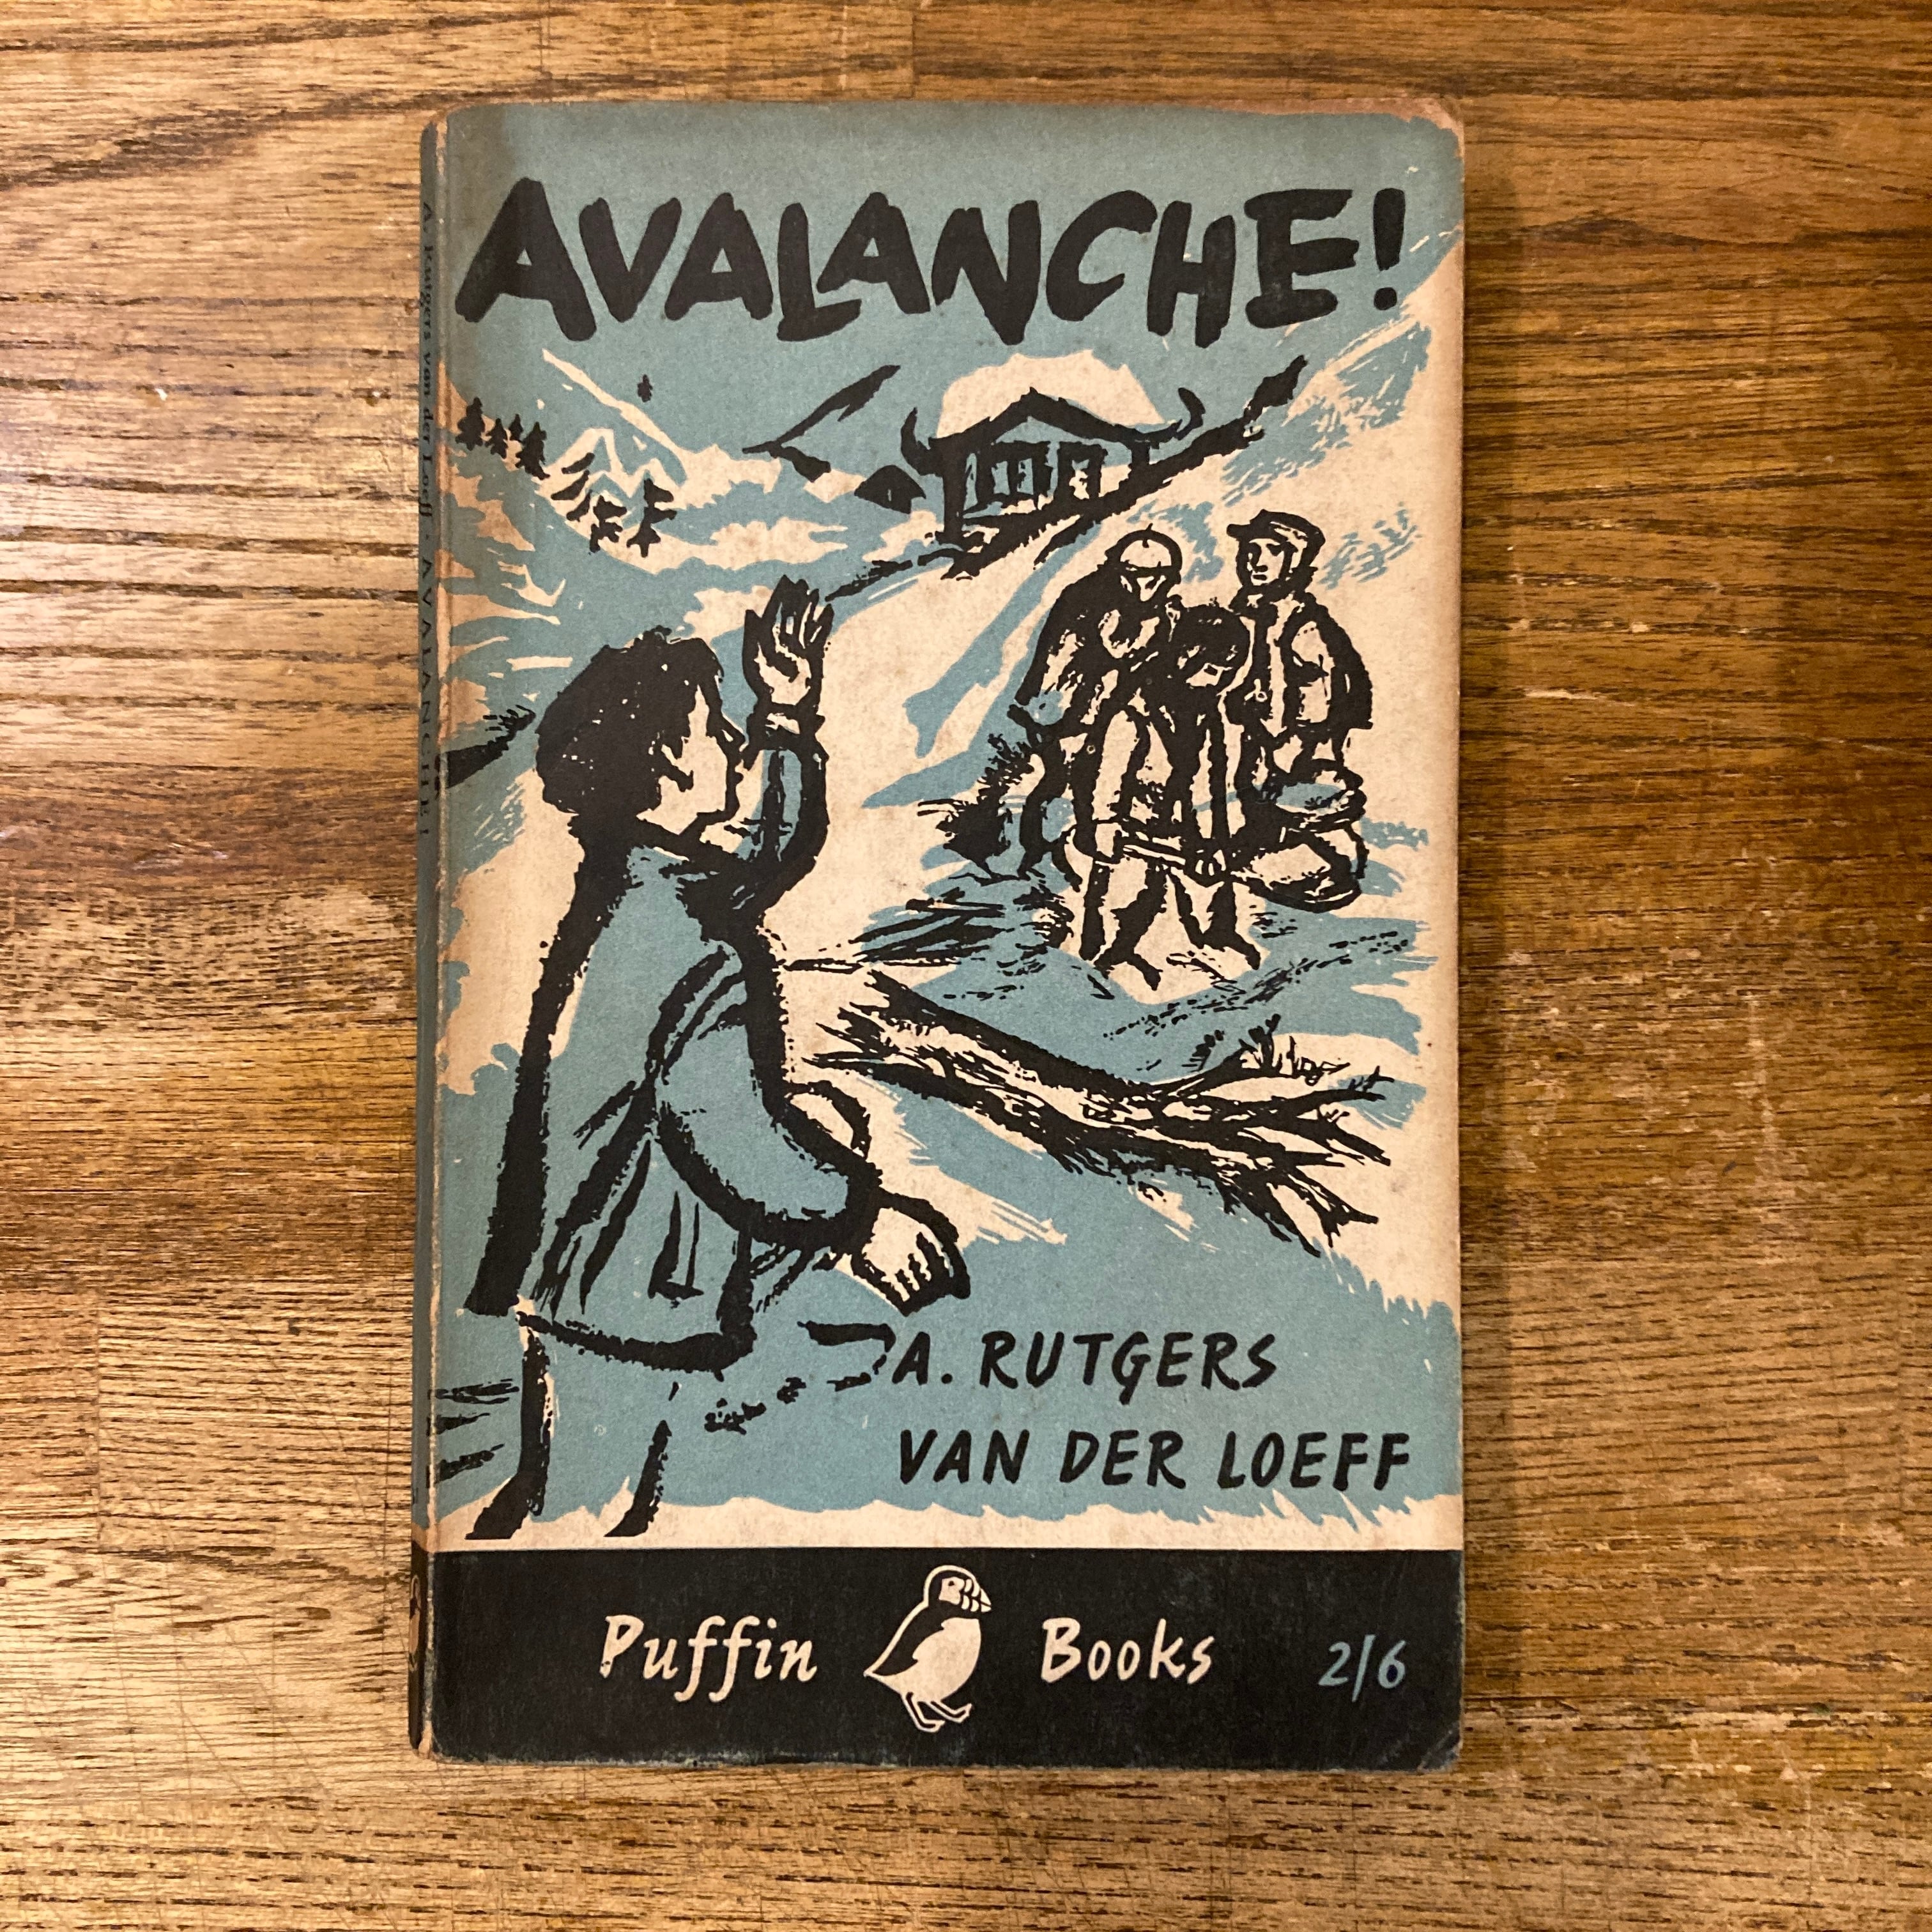 AVALANCHE!
A. RUTGERS
VAN DER LOEFF
Puffin Books 2/6
A. Rutgers van der Loeff · AVALANCHE!